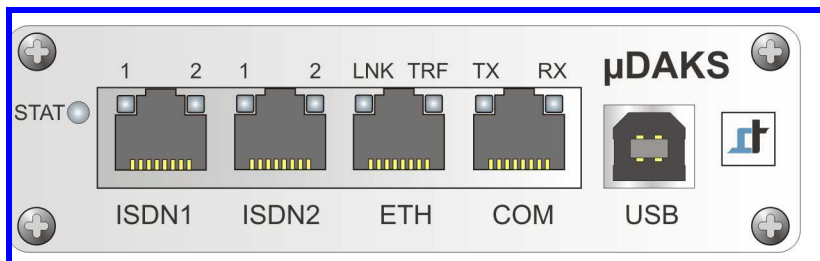 1 2 1 2 LNK TRF TX RX µDAKS
STAT
ISDN1 ISDN2 ETH COM USB